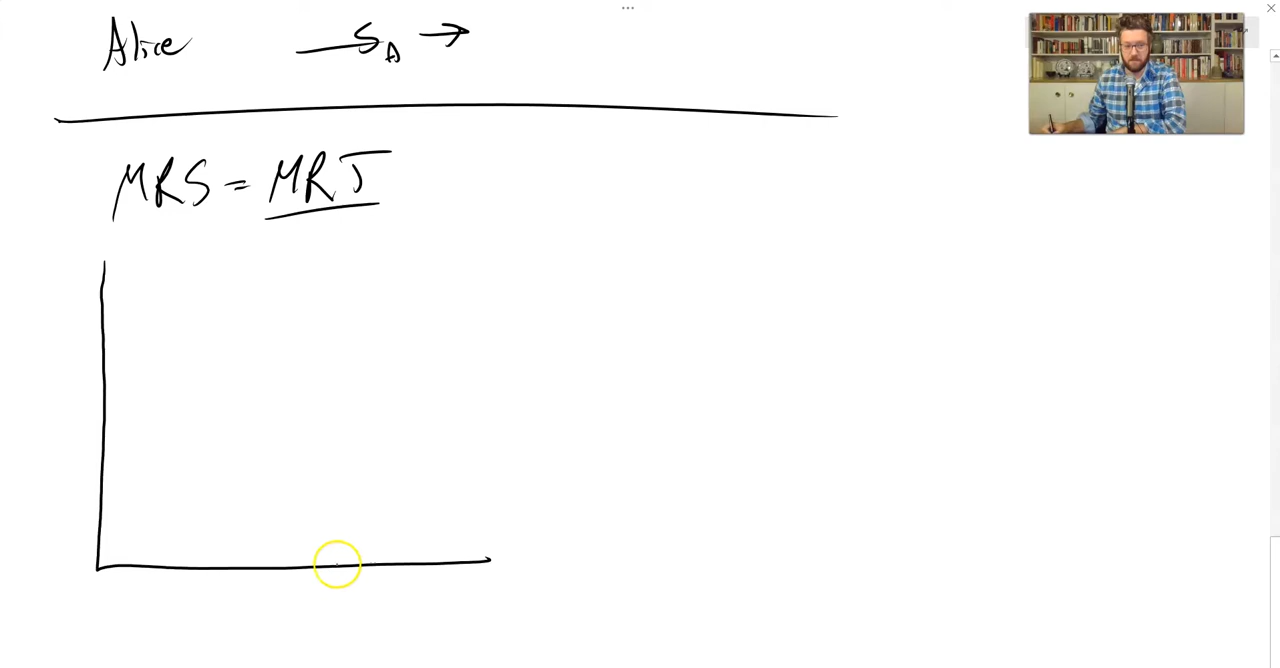 Alice —S_A →
MRS = MRT